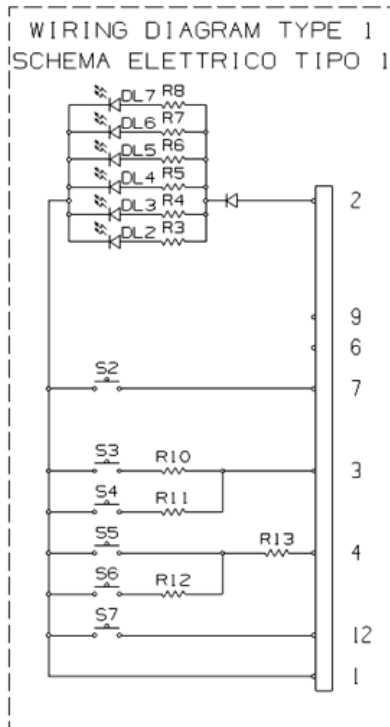 WIRING DIAGRAM TYPE 1
SCHEMA ELETTRICO TIPO 1
DL7 R8
DL6 R7
DL5 R6
DL4 R5
DL3 R4
DL2 R3
2
9
6
S2
7
S3 R10
3
S4 R11
S5 R13
4
S6 R12
S7
12
1